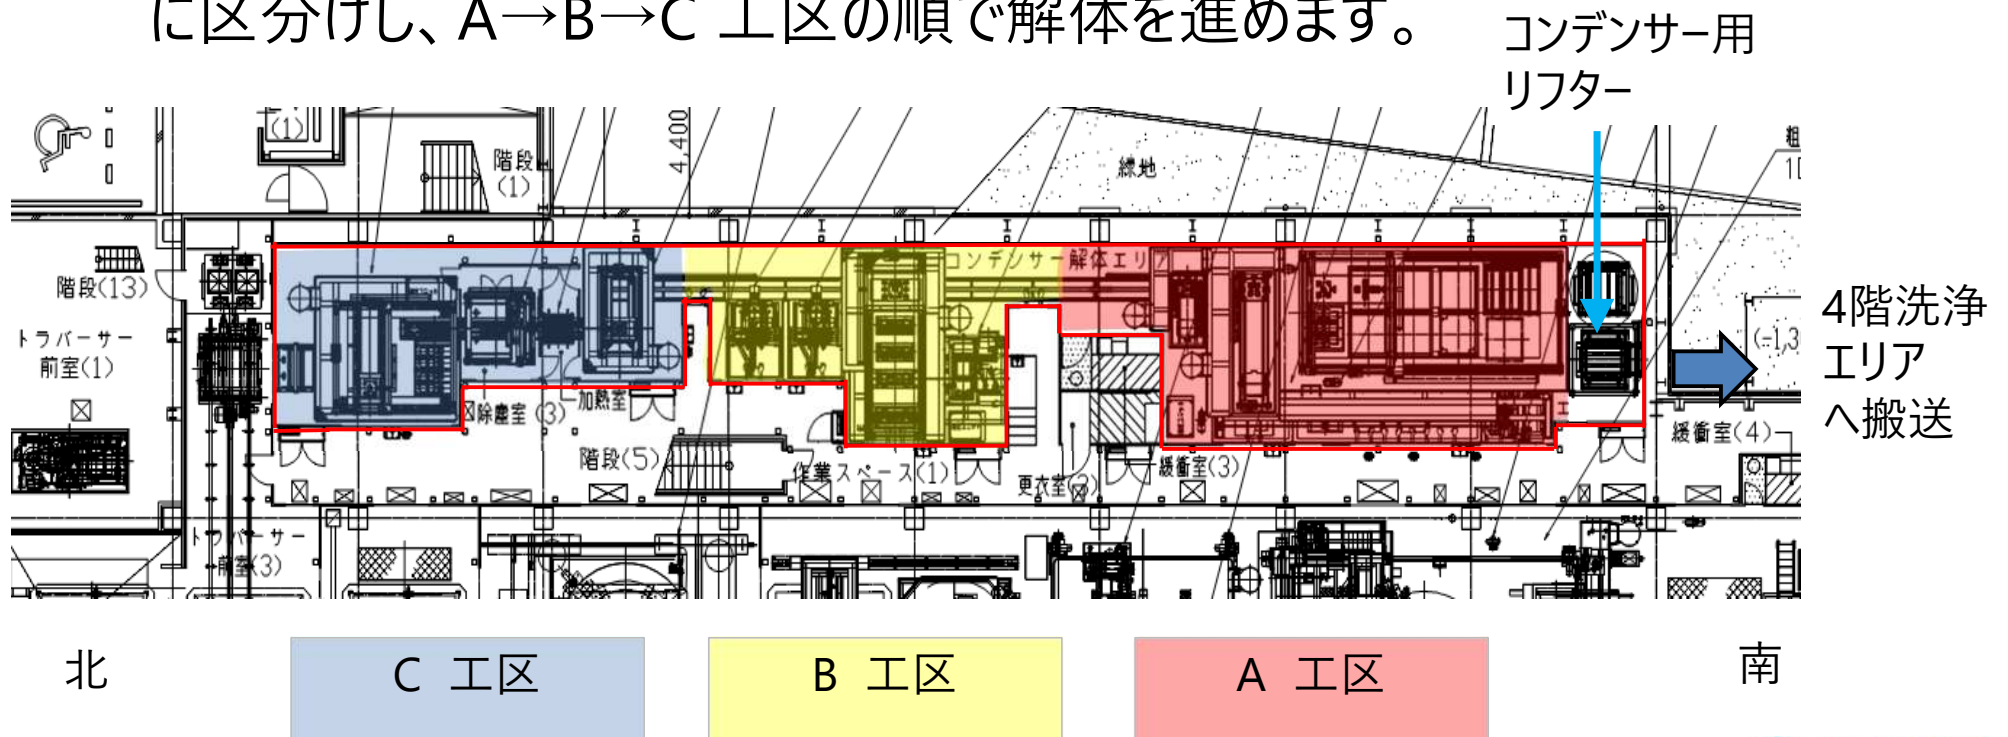 に区分けし、A→B→C 工区の順で解体を進めます。
コンデンサー用
リフター
(1)
階段
(1)
4,400
緑地
粗
階段(13)
トラバーサー
前室(1)
コンデンサー解体エリア
除塵室(3)
加熱室
階段(5)
作業スペース(1)
更衣室(3)
緩衝室(3)
緩衝室(4)
(-1,3
トラバーサー
前室(3)
4階洗浄
エリア
へ搬送
北
C 工区
B 工区
A 工区
南